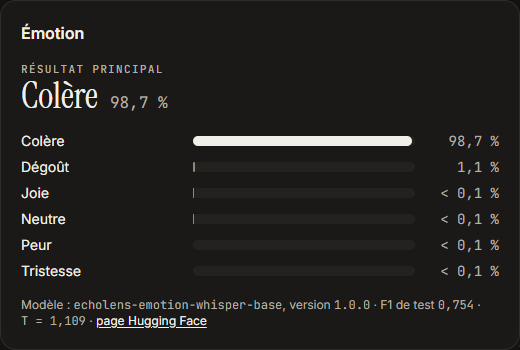 Émotion
RÉSULTAT PRINCIPAL
Colère 98,7 %
Colère 98,7 %
Dégoût 1,1 %
Joie < 0,1 %
Neutre < 0,1 %
Peur < 0,1 %
Tristesse < 0,1 %
Modèle : echolens-emotion-whisper-base, version 1.0.0 · F1 de test 0,754 ·
T = 1,109 · page Hugging Face